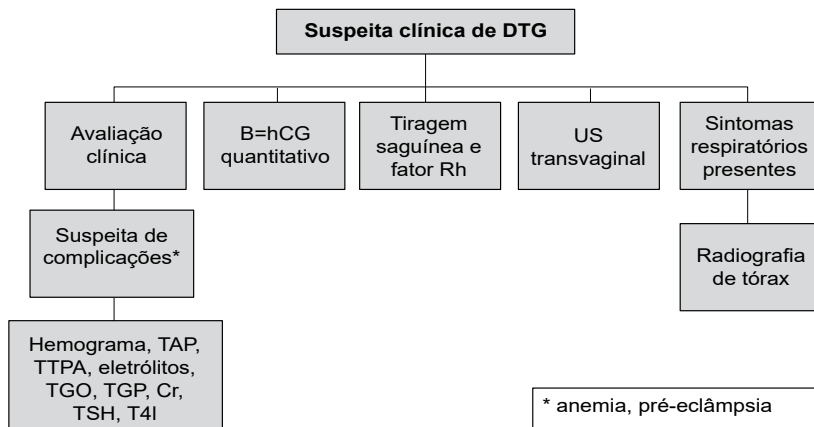 Suspeita clínica de DTG
Avaliação
clínica
B=hCG
quantitativo
Tiragem
saguínea e
fator Rh
US
transvaginal
Sintomas
respiratórios
presentes
Suspeita de
complicações*
Radiografia
de tórax
Hemograma, TAP,
TTPA, eletrólitos,
TGO, TGP, Cr,
TSH, T4l
* anemia, pré-eclâmpsia